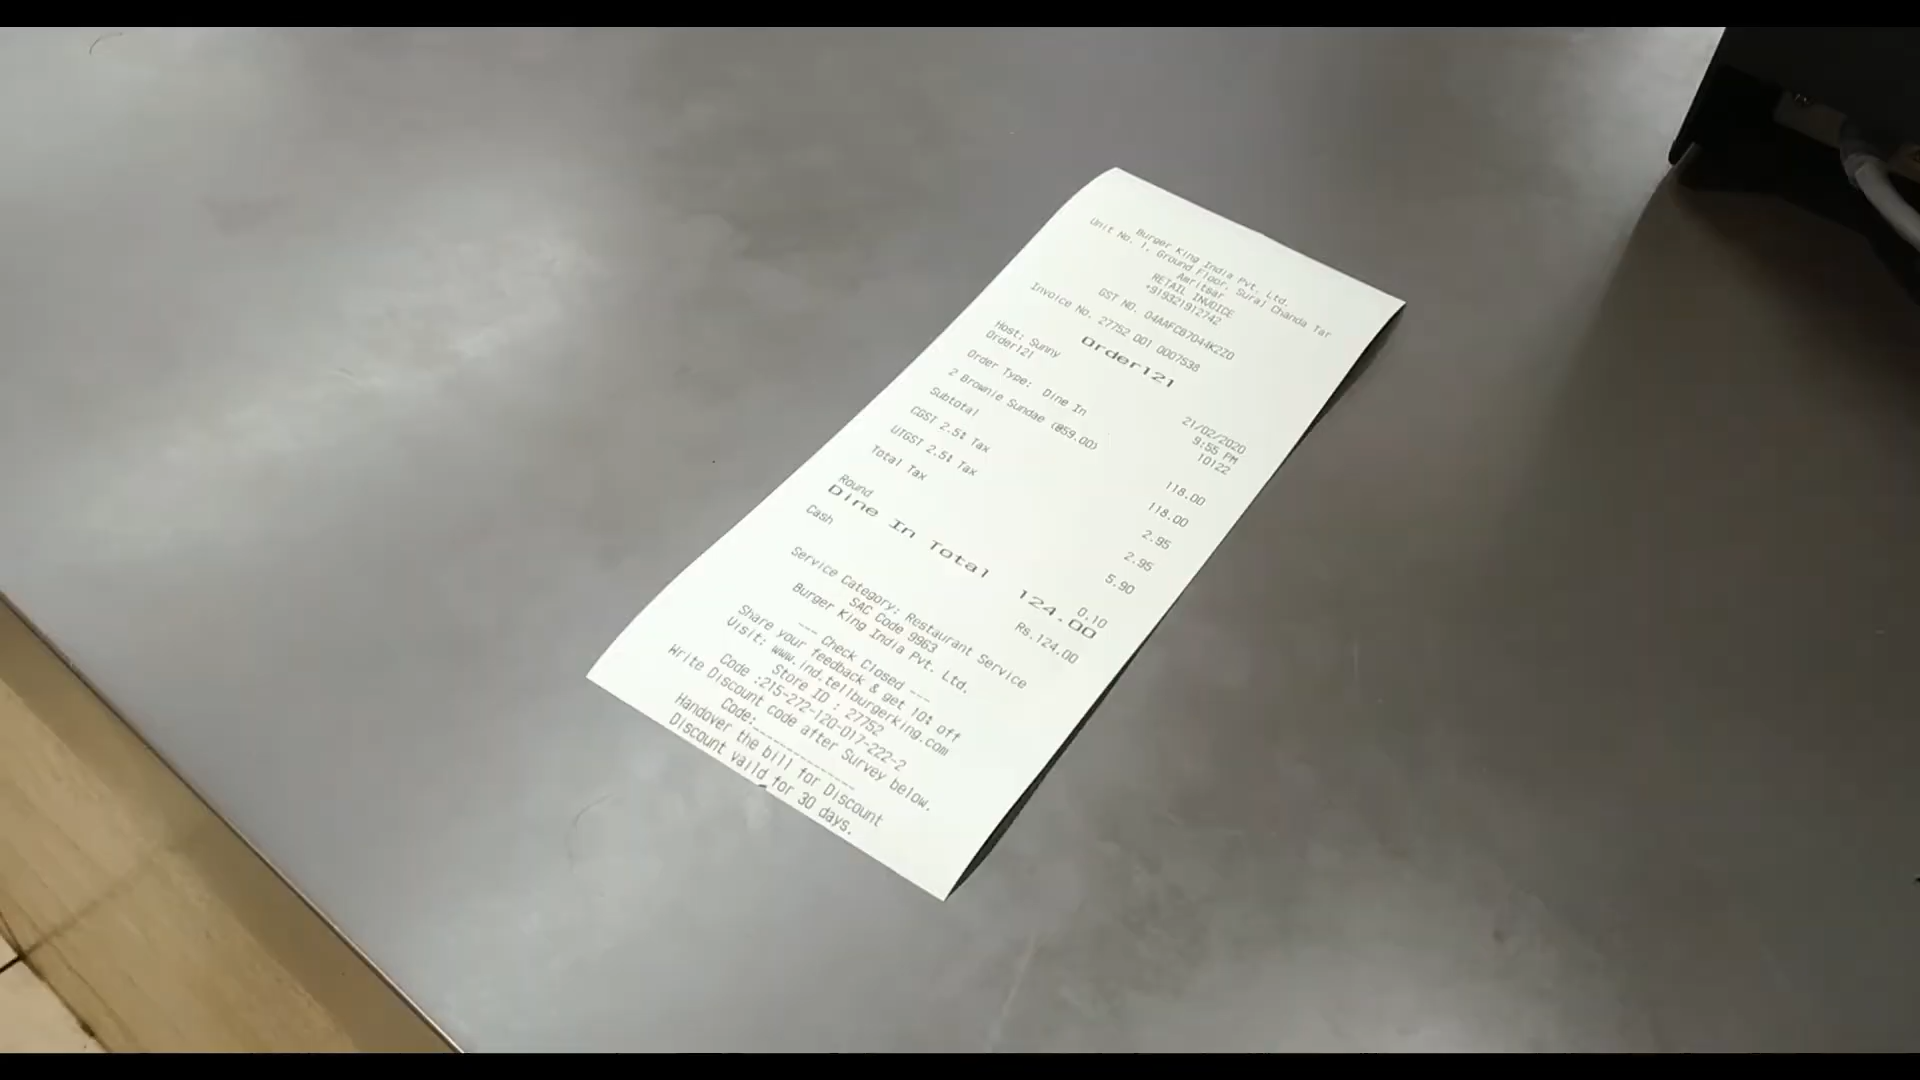 Burger King India Pvt. Ltd.
Unit No. 1, Ground Floor, Suraj Chanda Tar
Amritsar
RETAIL INVOICE
+919321912742
GST NO. 04AAFCB7044K2Z0
Invoice No. 27752 001 0007538
Order121
Host: Sunny 21/02/2020
Order121 9:55 PM
10122
Order Type: Dine In
2 Brownie Sundae (@59.00) 118.00
Subtotal 118.00
CGST 2.5% Tax 2.95
UTGST 2.5% Tax 2.95
Total Tax 5.90
Round 0.10
Dine In Total 124.00
Cash Rs.124.00
Service Category: Restaurant Service
SAC Code 9963
Burger King India Pvt. Ltd.
--- Check Closed ---
Share your feedback & get 10% off
Visit: www.ind.tellburgerking.com
Store ID : 27752
Code :215-272-120-017-222-2
Write Discount code after Survey below.
Code:_______________
Handover the bill for Discount
Discount vaild for 30 days.